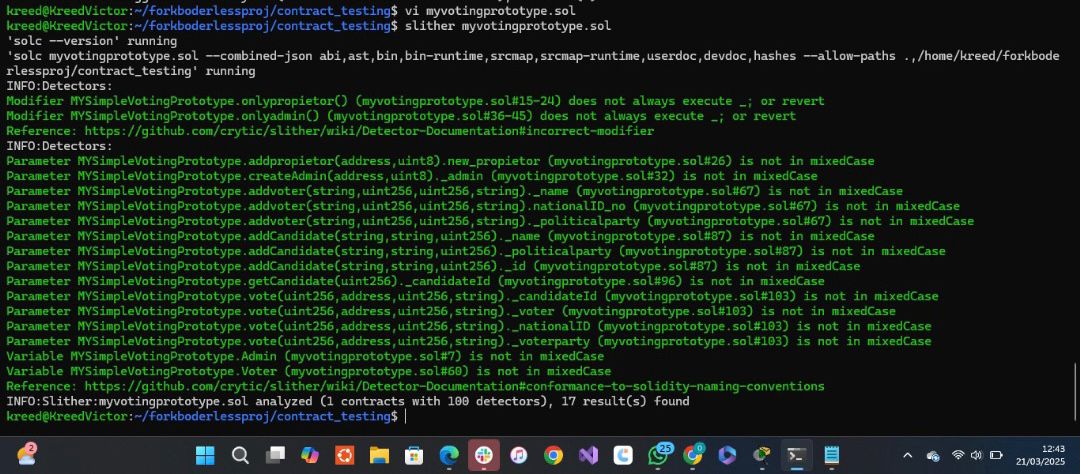 kreed@KreedVictor:~/forkboderlessproj/contract_testing$ vi myvotingprototype.sol
kreed@KreedVictor:~/forkboderlessproj/contract_testing$ slither myvotingprototype.sol
'solc --version' running
'solc myvotingprototype.sol --combined-json abi,ast,bin,bin-runtime,srcmap,srcmap-runtime,userdoc,devdoc,hashes --allow-paths .,/home/kreed/forkbode
rlessproj/contract_testing' running
INFO:Detectors:
Modifier MYSimpleVotingPrototype.onlypropietor() (myvotingprototype.sol#15-24) does not always execute _; or revert
Modifier MYSimpleVotingPrototype.onlyadmin() (myvotingprototype.sol#36-45) does not always execute _; or revert
Reference: https://github.com/crytic/slither/wiki/Detector-Documentation#incorrect-modifier
INFO:Detectors:
Parameter MYSimpleVotingPrototype.addpropietor(address,uint8).new_propietor (myvotingprototype.sol#26) is not in mixedCase
Parameter MYSimpleVotingPrototype.createAdmin(address,uint8)._admin (myvotingprototype.sol#32) is not in mixedCase
Parameter MYSimpleVotingPrototype.addvoter(string,uint256,uint256,string)._name (myvotingprototype.sol#67) is not in mixedCase
Parameter MYSimpleVotingPrototype.addvoter(string,uint256,uint256,string).nationalID_no (myvotingprototype.sol#67) is not in mixedCase
Parameter MYSimpleVotingPrototype.addvoter(string,uint256,uint256,string)._politicalparty (myvotingprototype.sol#67) is not in mixedCase
Parameter MYSimpleVotingPrototype.addCandidate(string,string,uint256)._name (myvotingprototype.sol#87) is not in mixedCase
Parameter MYSimpleVotingPrototype.addCandidate(string,string,uint256)._politicalparty (myvotingprototype.sol#87) is not in mixedCase
Parameter MYSimpleVotingPrototype.addCandidate(string,string,uint256)._id (myvotingprototype.sol#87) is not in mixedCase
Parameter MYSimpleVotingPrototype.getCandidate(uint256)._candidateId (myvotingprototype.sol#96) is not in mixedCase
Parameter MYSimpleVotingPrototype.vote(uint256,address,uint256,string)._candidateId (myvotingprototype.sol#103) is not in mixedCase
Parameter MYSimpleVotingPrototype.vote(uint256,address,uint256,string)._voter (myvotingprototype.sol#103) is not in mixedCase
Parameter MYSimpleVotingPrototype.vote(uint256,address,uint256,string)._nationalID (myvotingprototype.sol#103) is not in mixedCase
Parameter MYSimpleVotingPrototype.vote(uint256,address,uint256,string)._voterparty (myvotingprototype.sol#103) is not in mixedCase
Variable MYSimpleVotingPrototype.Admin (myvotingprototype.sol#7) is not in mixedCase
Variable MYSimpleVotingPrototype.Voter (myvotingprototype.sol#60) is not in mixedCase
Reference: https://github.com/crytic/slither/wiki/Detector-Documentation#conformance-to-solidity-naming-conventions
INFO:Slither:myvotingprototype.sol analyzed (1 contracts with 100 detectors), 17 result(s) found
kreed@KreedVictor:~/forkboderlessproj/contract_testing$
2
25
12:43
21/03/2025